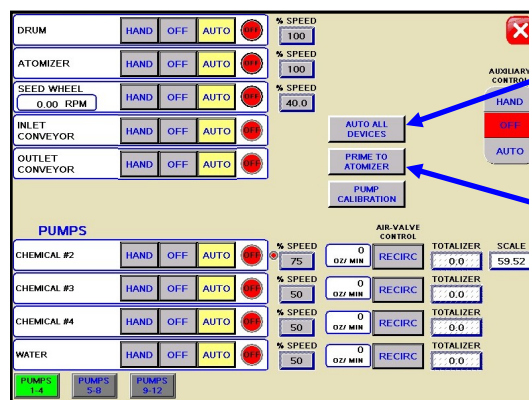 DRUM HAND OFF AUTO OFF % SPEED 100
ATOMIZER HAND OFF AUTO OFF % SPEED 100
AUXILIARY CONTROL
SEED WHEEL 0.00 RPM HAND OFF AUTO OFF % SPEED 40.0
HAND
OFF
AUTO
INLET CONVEYOR HAND OFF AUTO OFF
AUTO ALL DEVICES
OUTLET CONVEYOR HAND OFF AUTO OFF
PRIME TO ATOMIZER
PUMP CALIBRATION
PUMPS
AIR-VALVE CONTROL
CHEMICAL #2 HAND OFF AUTO OFF % SPEED 75 0 OZ/ MIN RECIRC TOTALIZER 0.0 SCALE 59.52
CHEMICAL #3 HAND OFF AUTO OFF % SPEED 50 0 OZ/ MIN RECIRC TOTALIZER 0.0
CHEMICAL #4 HAND OFF AUTO OFF % SPEED 50 0 OZ/ MIN RECIRC TOTALIZER 0.0
WATER HAND OFF AUTO OFF % SPEED 50 0 OZ/ MIN RECIRC TOTALIZER 0.0
PUMPS 1-4
PUMPS 5-8
PUMPS 9-12